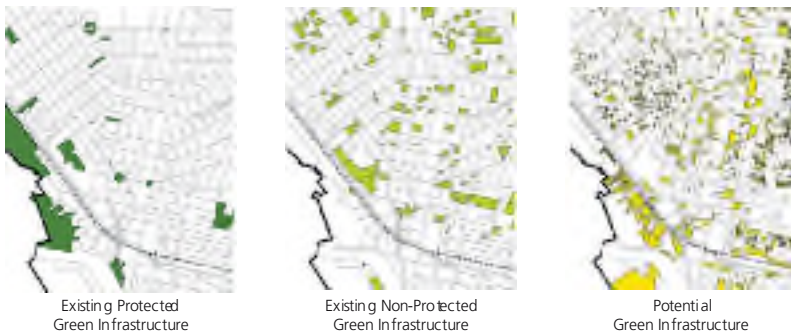 Existing Protected
Green Infrastructure
Existing Non-Protected
Green Infrastructure
Potential
Green Infrastructure